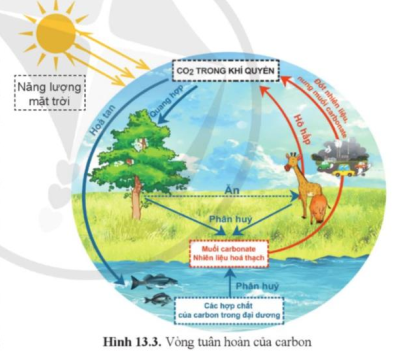 CO₂ TRONG KHÍ QUYỂN
Năng lượng
mặt trời
Hoà tan
Quang hợp
Hô hấp
Đốt nhiên liệu,
nung muối carbonate
Ăn
Phân huỷ
Muối carbonate
Nhiên liệu hoá thạch
Phân huỷ
Các hợp chất
của carbon trong đại dương
Hình 13.3. Vòng tuần hoàn của carbon